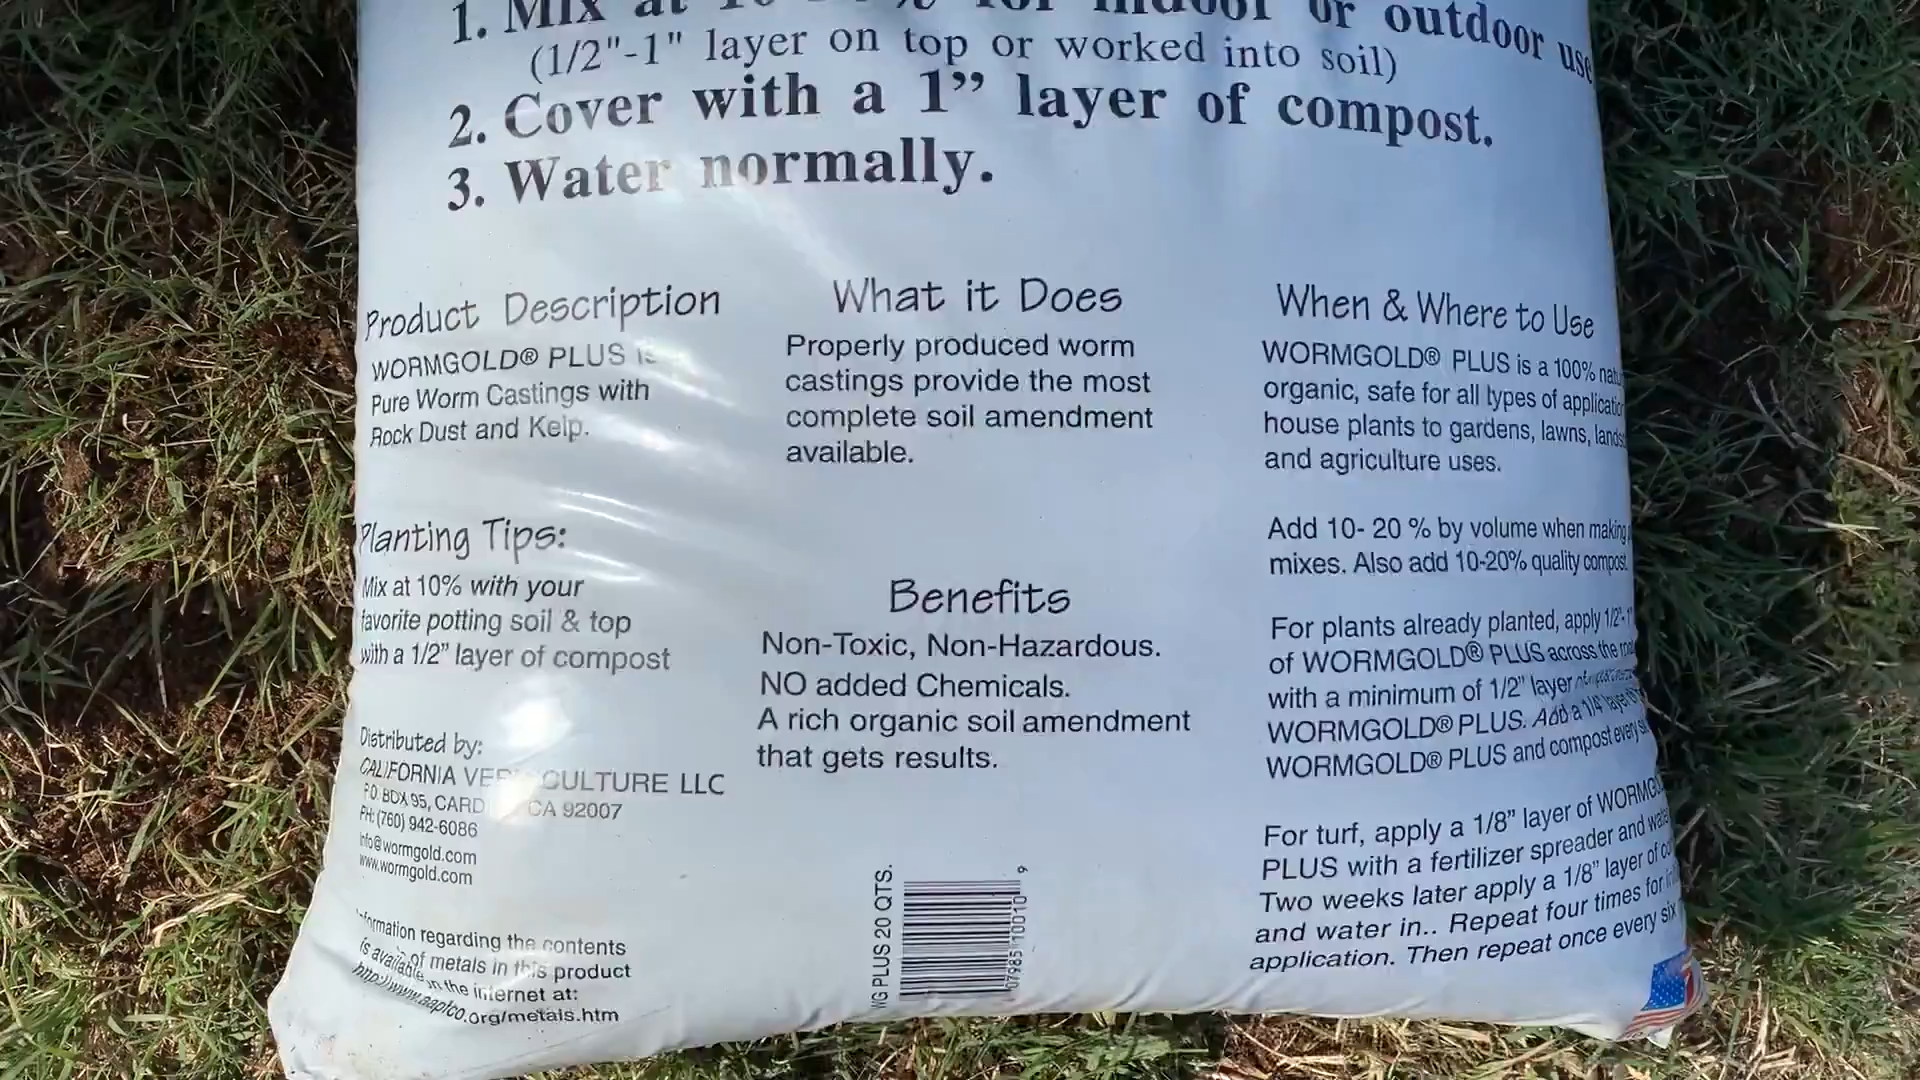 1. Mix at for indoor or outdoor use
(1/2"-1" layer on top or worked into soil)
2. Cover with a 1” layer of compost.
3. Water normally.
Product Description
WORMGOLD® PLUS is
Pure Worm Castings with
Rock Dust and Kelp.
Planting Tips:
Mix at 10% with your
favorite potting soil & top
with a 1/2” layer of compost
Distributed by:
CALIFORNIA CULTURE LLC
P.O. BOX 95, CA 92007
PH: (760) 942-6086
info@wormgold.com
www.wormgold.com
Information regarding the contents
of metals in this product
is available on the internet at:
http://www.aapfco.org/metals.htm
What it Does
Properly produced worm
castings provide the most
complete soil amendment
available.
Benefits
Non-Toxic, Non-Hazardous.
NO added Chemicals.
A rich organic soil amendment
that gets results.
WG PLUS 20 QTS.
07985 10010 9
When & Where to Use
WORMGOLD® PLUS is a 100%
organic, safe for all types of
house plants to gardens, lawns,
and agriculture uses.
Add 10- 20 % by volume when making
mixes. Also add 10-20% quality compost
For plants already planted, apply 1/2"-1"
of WORMGOLD® PLUS across the
with a minimum of 1/2” layer
WORMGOLD® PLUS. Add a 1/4" layer
WORMGOLD® PLUS and compost every
For turf, apply a 1/8” layer of
PLUS with a fertilizer spreader and
Two weeks later apply a 1/8” layer of
and water in.. Repeat four times for
application. Then repeat once every six